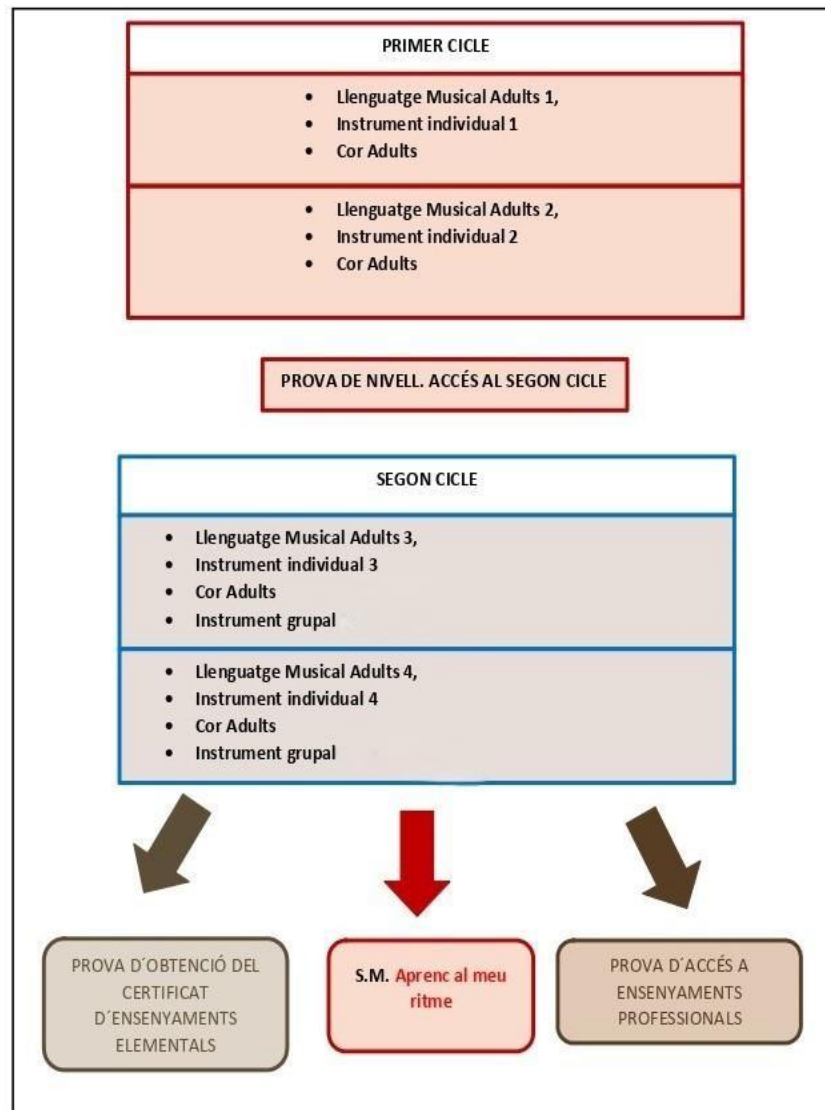 PRIMER CICLE
• Llenguatge Musical Adults 1,
• Instrument individual 1
• Cor Adults
• Llenguatge Musical Adults 2,
• Instrument individual 2
• Cor Adults
PROVA DE NIVELL. ACCÉS AL SEGON CICLE
SEGON CICLE
• Llenguatge Musical Adults 3,
• Instrument individual 3
• Cor Adults
• Instrument grupal
• Llenguatge Musical Adults 4,
• Instrument individual 4
• Cor Adults
• Instrument grupal
PROVA D´OBTENCIÓ DEL
CERTIFICAT
D´ENSENYAMENTS
ELEMENTALS
S.M. Aprenc al meu
ritme
PROVA D´ACCÉS A
ENSENYAMENTS
PROFESSIONALS